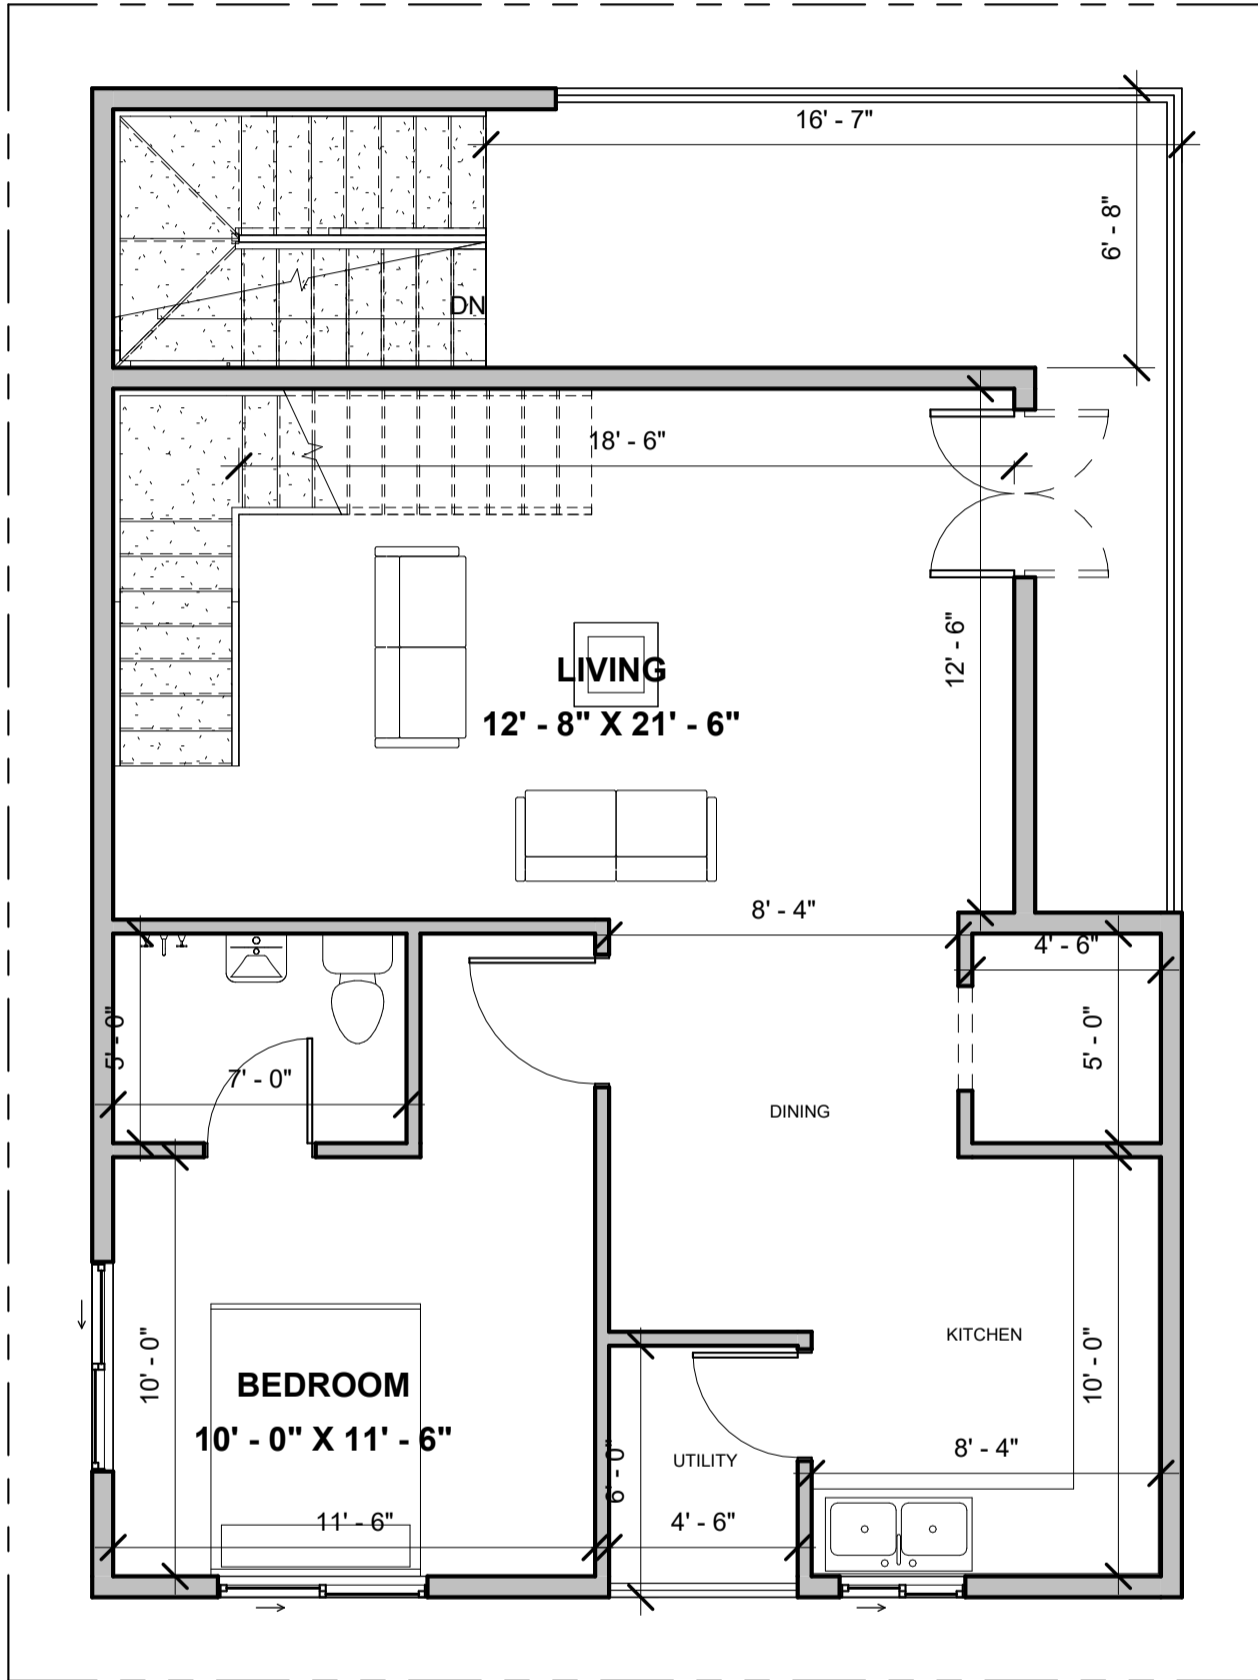 16' - 7"
6' - 8"
DN
18' - 6"
12' - 6"
LIVING
12' - 8" X 21' - 6"
8' - 4"
4' - 6"
5' - 0"
5' - 0"
7' - 0"
DINING
10' - 0"
KITCHEN
10' - 0"
BEDROOM
10' - 0" X 11' - 6"
6' - 0"
UTILITY
8' - 4"
11' - 6"
4' - 6"